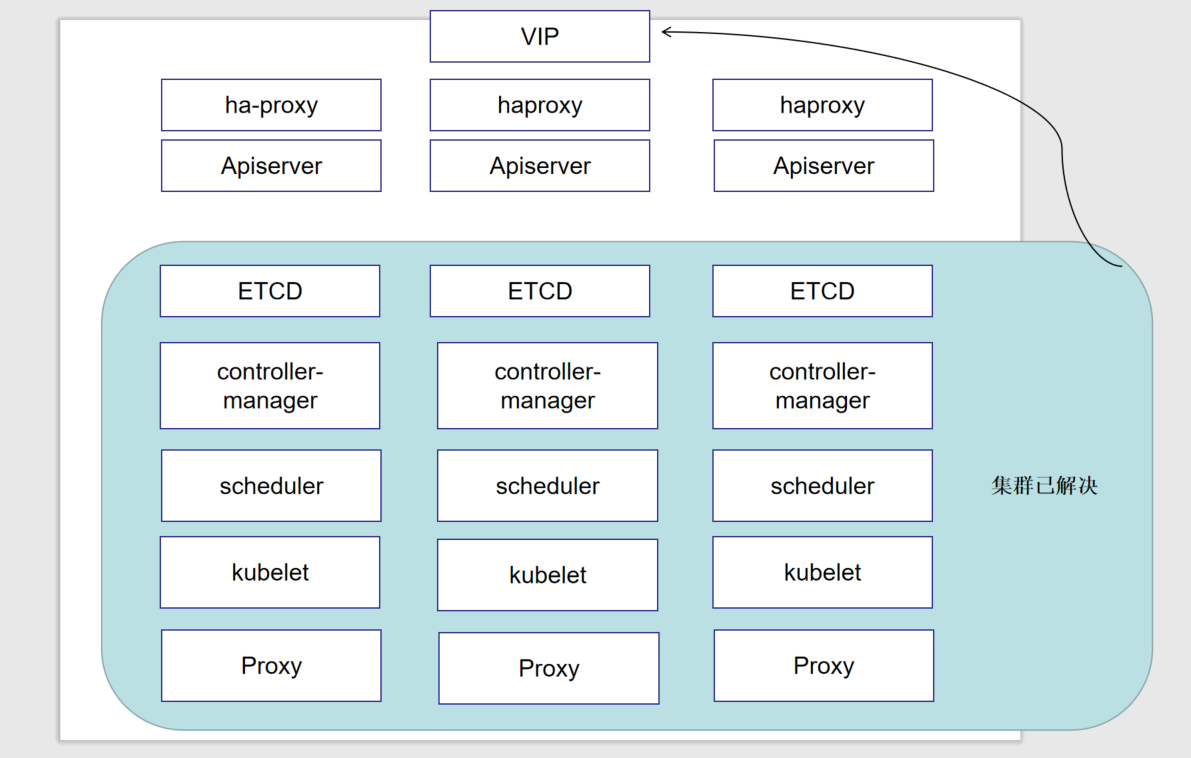 VIP
ha-proxy
haproxy
haproxy
Apiserver
Apiserver
Apiserver
ETCD
ETCD
ETCD
controller-
manager
controller-
manager
controller-
manager
scheduler
scheduler
scheduler
集群已解决
kubelet
kubelet
kubelet
Proxy
Proxy
Proxy